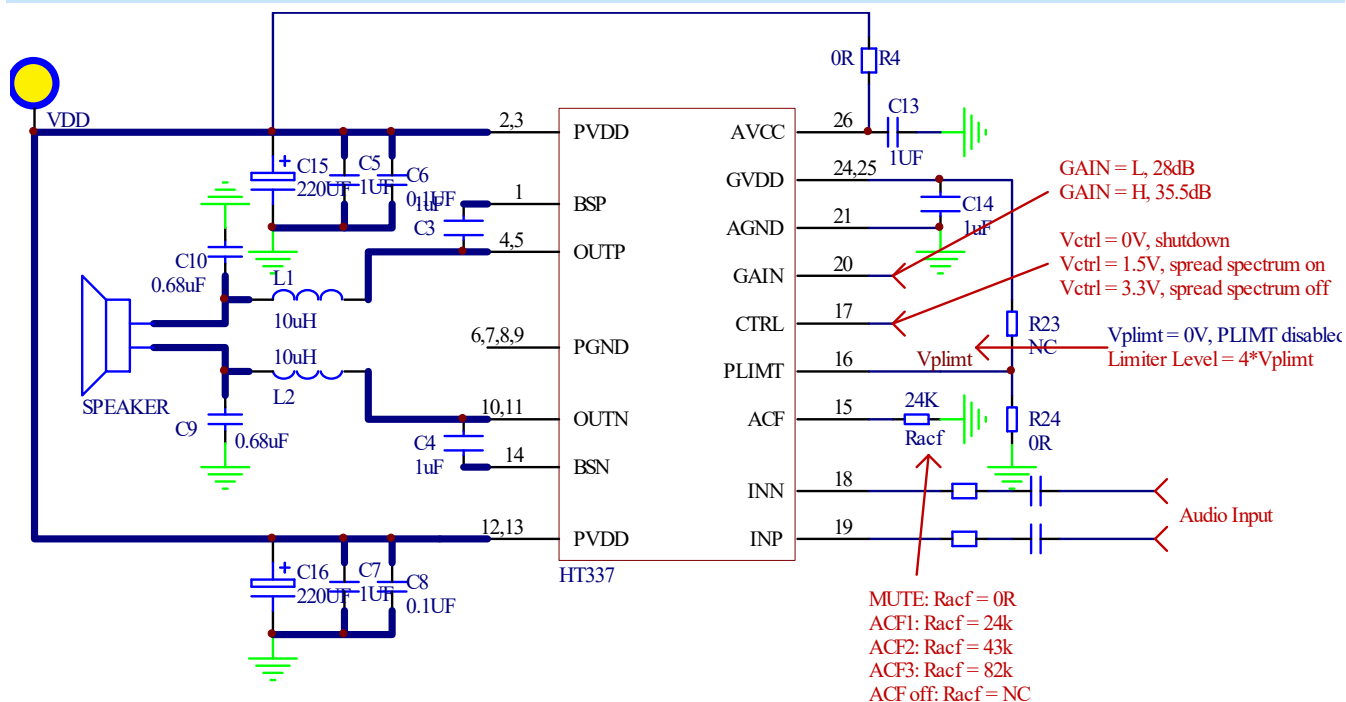 0R
R4
C13
1UF
VDD
2,3
PVDD
AVCC
26
C15
220UF
C5
1UF
C6
0.1UF
GVDD
24,25
GAIN = L, 28dB
GAIN = H, 35.5dB
1uF
C3
1
BSP
AGND
21
C14
1uF
4,5
OUTP
Vctrl = 0V, shutdown
Vctrl = 1.5V, spread spectrum on
Vctrl = 3.3V, spread spectrum off
C10
0.68uF
L1
10uH
GAIN
20
CTRL
17
R23
NC
6,7,8,9
PGND
10uH
L2
PLIMT
16
Vplimt
Vplimt = 0V, PLIMT disabled
Limiter Level = 4*Vplimt
SPEAKER
C9
0.68uF
10,11
OUTN
ACF
15
24K
Racf
R24
0R
C4
1uF
14
BSN
INN
18
Audio Input
12,13
PVDD
INP
19
HT337
C16
220UF
C7
1UF
C8
0.1UF
MUTE: Racf = 0R
ACF1: Racf = 24k
ACF2: Racf = 43k
ACF3: Racf = 82k
ACF off: Racf = NC